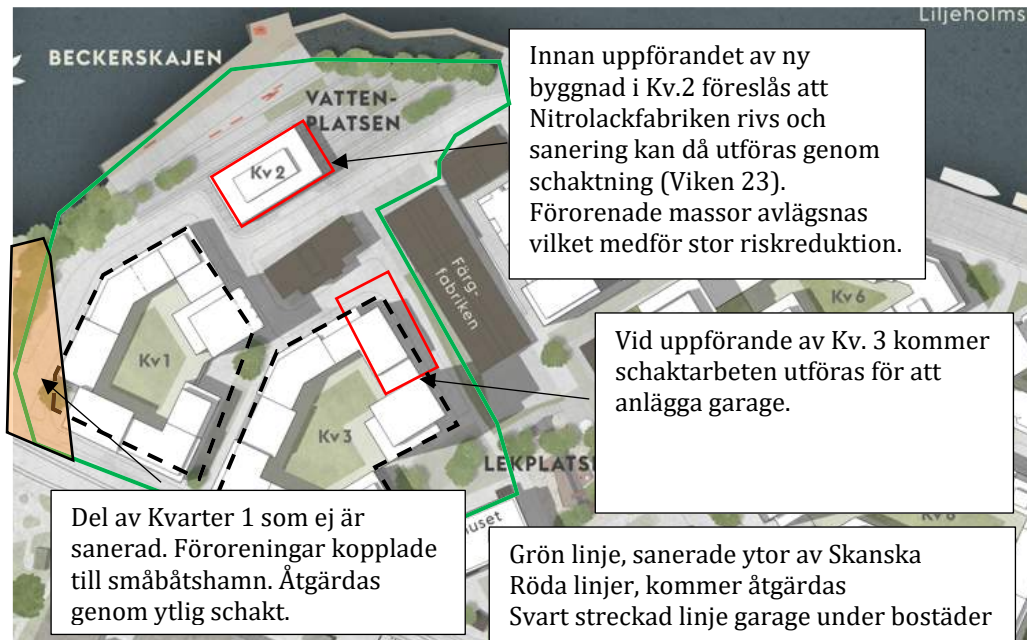 Liljeholms
BECKERSKAJEN
VATTEN-
PLATSEN
Kv 2
Innan uppförandet av ny
byggnad i Kv.2 föreslås att
Nitrolackfabriken rivs och
sanering kan då utföras genom
schaktning (Viken 23).
Förorenade massor avlägsnas
vilket medför stor riskreduktion.
Färg-
fabriken
Kv 6
Kv 1
Kv 3
Vid uppförande av Kv. 3 kommer
schaktarbeten utföras för att
anlägga garage.
LEKPLATS
uset
Del av Kvarter 1 som ej är
sanerad. Föroreningar kopplade
till småbåtshamn. Åtgärdas
genom ytlig schakt.
Grön linje, sanerade ytor av Skanska
Röda linjer, kommer åtgärdas
Svart streckad linje garage under bostäder